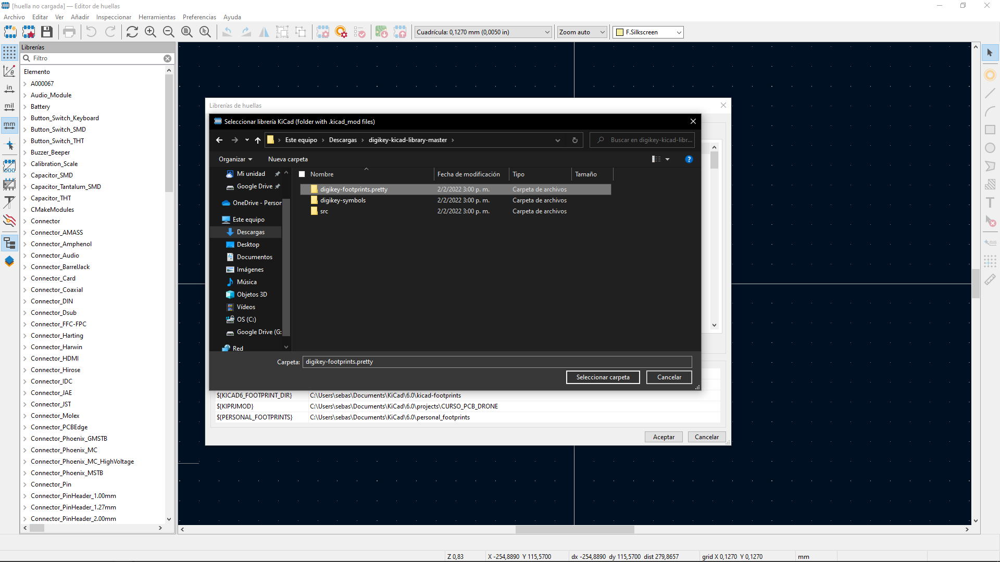 [huella no cargada] — Editor de huellas
Archivo Editar Ver Añadir Inspeccionar Herramientas Preferencias Ayuda
Cuadrícula: 0,1270 mm (0,0050 in)
Zoom auto
F.Silkscreen
Librerías
Filtro
in
mil
mm
Elemento
A000067
Audio_Module
Battery
Button_Switch_Keyboard
Button_Switch_SMD
Button_Switch_THT
Buzzer_Beeper
Calibration_Scale
Capacitor_SMD
Capacitor_Tantalum_SMD
Capacitor_THT
CMakeModules
Connector
Connector_AMASS
Connector_Amphenol
Connector_Audio
Connector_BarrelJack
Connector_Card
Connector_Coaxial
Connector_DIN
Connector_Dsub
Connector_FFC-FPC
Connector_Harting
Connector_Harwin
Connector_HDMI
Connector_Hirose
Connector_IDC
Connector_JAE
Connector_JST
Connector_Molex
Connector_PCBEdge
Connector_Phoenix_GMSTB
Connector_Phoenix_MC
Connector_Phoenix_MC_HighVoltage
Connector_Phoenix_MSTB
Connector_Pin
Connector_PinHeader_1.00mm
Connector_PinHeader_1.27mm
Connector_PinHeader_2.00mm
Librerías de huellas
Seleccionar librería KiCad (folder with .kicad_mod files)
Este equipo > Descargas > digikey-kicad-library-master >
Buscar en digikey-kicad-libr...
Organizar Nueva carpeta
Mi unidad
Google Drive
OneDrive - Person
Este equipo
Descargas
Desktop
Documentos
Imágenes
Música
Objetos 3D
Vídeos
OS (C:)
Google Drive (G:
Red
Nombre Fecha de modificación Tipo Tamaño
digikey-footprints.pretty 2/2/2022 3:00 p. m. Carpeta de archivos
digikey-symbols 2/2/2022 3:00 p. m. Carpeta de archivos
src 2/2/2022 3:00 p. m. Carpeta de archivos
Carpeta: digikey-footprints.pretty
Seleccionar carpeta Cancelar
${KICAD6_FOOTPRINT_DIR} C:\Users\sebas\Documents\KiCad\6.0\kicad-footprints
${KIPRJMOD} C:\Users\sebas\Documents\KiCad\6.0\projects\CURSO_PCB_DRONE
${PERSONAL_FOOTPRINTS} C:\Users\sebas\Documents\KiCad\6.0\personal_footprints
Aceptar Cancelar
Z 0,83 X -254,8890 Y 115,5700 dx -254,8890 dy 115,5700 dist 279,8657 grid X 0,1270 Y 0,1270 mm